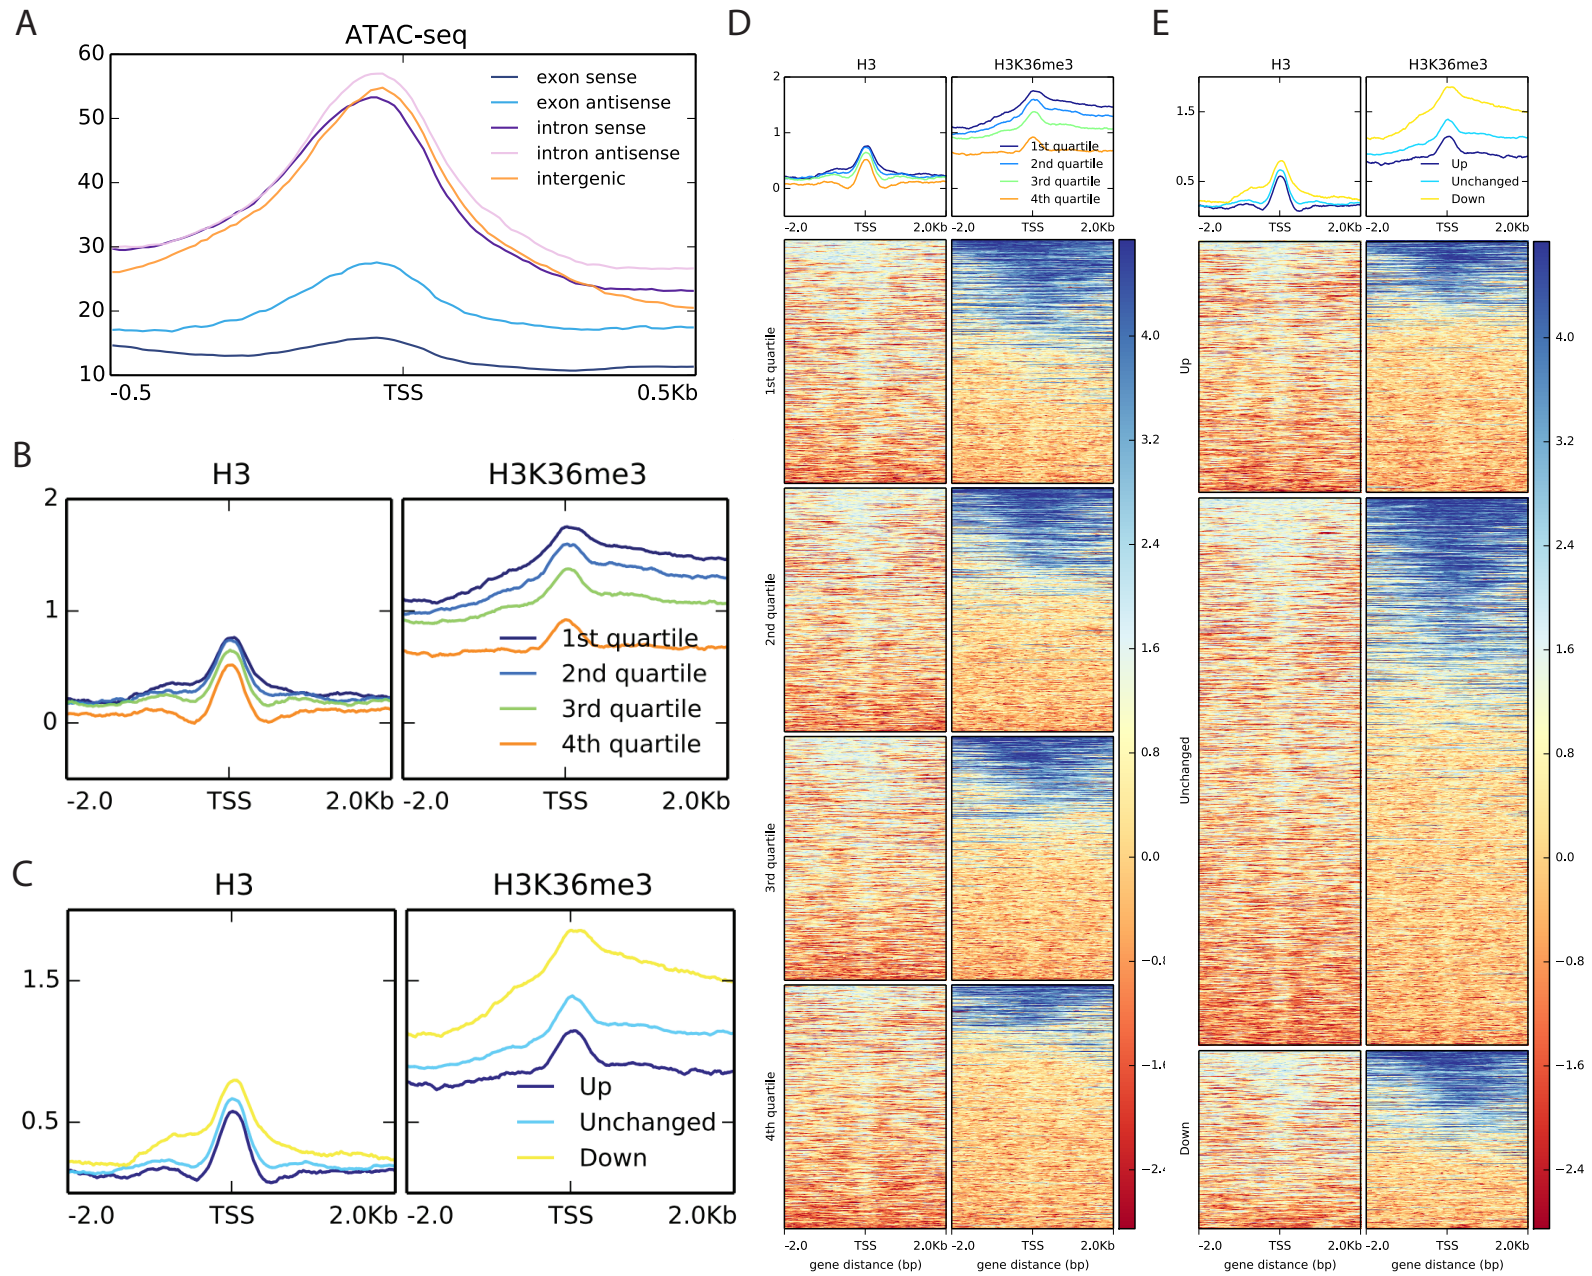 A
ATAC-seq
60
50
40
30
20
10
exon sense
exon antisense
intron sense
intron antisense
intergenic
-0.5
TSS
0.5Kb
B
H3
H3K36me3
2
1
0
1st quartile
2nd quartile
3rd quartile
4th quartile
-2.0
TSS
2.0Kb
-2.0
TSS
2.0Kb
C
H3
H3K36me3
1.5
0.5
Up
Unchanged
Down
-2.0
TSS
2.0Kb
-2.0
TSS
2.0Kb
D
H3
H3K36me3
2
1
0
1st quartile
2nd quartile
3rd quartile
4th quartile
-2.0
TSS
2.0Kb
-2.0
TSS
2.0Kb
1st quartile
2nd quartile
3rd quartile
4th quartile
4.0
3.2
2.4
1.6
0.8
0.0
−0.8
−1.6
−2.4
-2.0
TSS
2.0Kb
-2.0
TSS
2.0Kb
gene distance (bp)
gene distance (bp)
E
H3
H3K36me3
1.5
0.5
Up
Unchanged
Down
-2.0
TSS
2.0Kb
-2.0
TSS
2.0Kb
Up
Unchanged
Down
4.0
3.2
2.4
1.6
0.8
0.0
−0.8
−1.6
−2.4
-2.0
TSS
2.0Kb
-2.0
TSS
2.0Kb
gene distance (bp)
gene distance (bp)